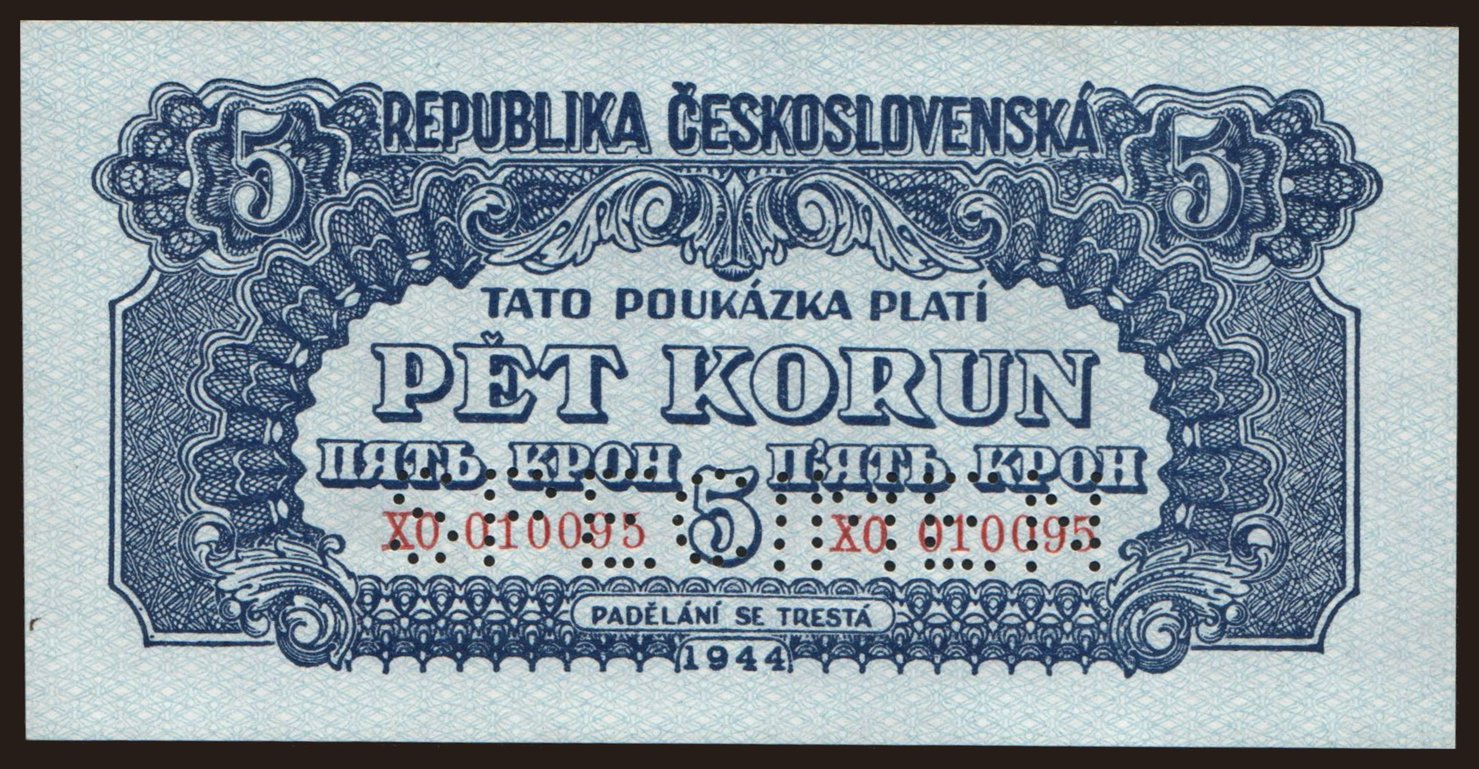 5 REPUBLIKA ČESKOSLOVENSKÁ 5
TATO POUKÁZKA PLATÍ
PĚT KORUN
ПЯТЬ КРОН 5 П'ЯТЬ КРОН
XO 010095 XO 010095
PADĚLÁNÍ SE TRESTÁ
1944